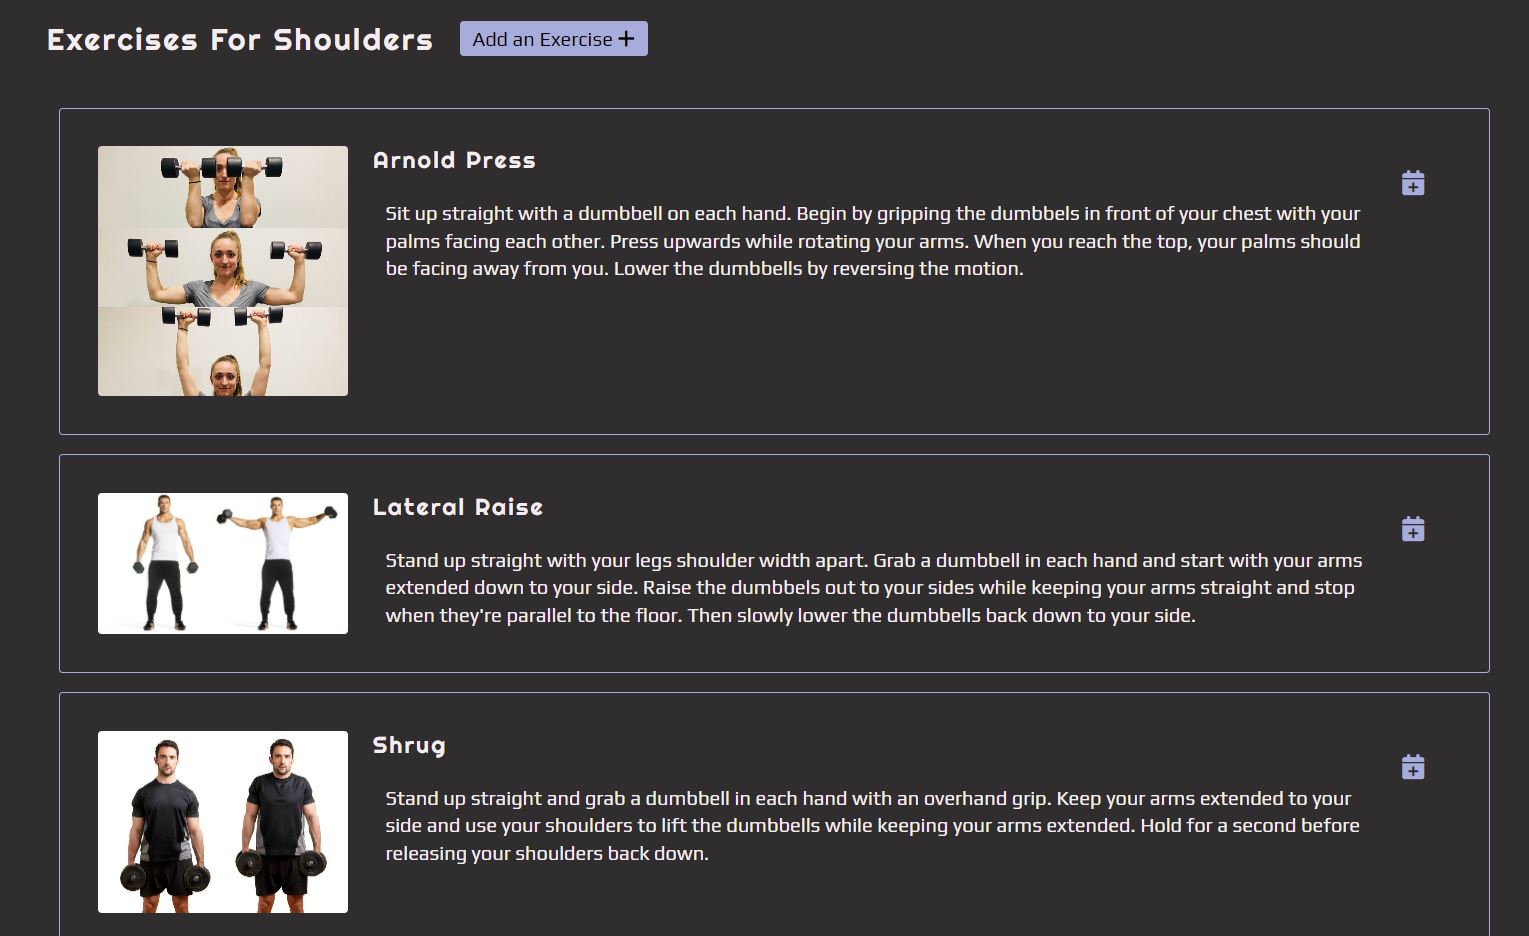 Exercises For Shoulders
Add an Exercise +
Arnold Press
Sit up straight with a dumbbell on each hand. Begin by gripping the dumbbels in front of your chest with your
palms facing each other. Press upwards while rotating your arms. When you reach the top, your palms should
be facing away from you. Lower the dumbbells by reversing the motion.
Lateral Raise
Stand up straight with your legs shoulder width apart. Grab a dumbbell in each hand and start with your arms
extended down to your side. Raise the dumbbels out to your sides while keeping your arms straight and stop
when they're parallel to the floor. Then slowly lower the dumbbells back down to your side.
Shrug
Stand up straight and grab a dumbbell in each hand with an overhand grip. Keep your arms extended to your
side and use your shoulders to lift the dumbbells while keeping your arms extended. Hold for a second before
releasing your shoulders back down.